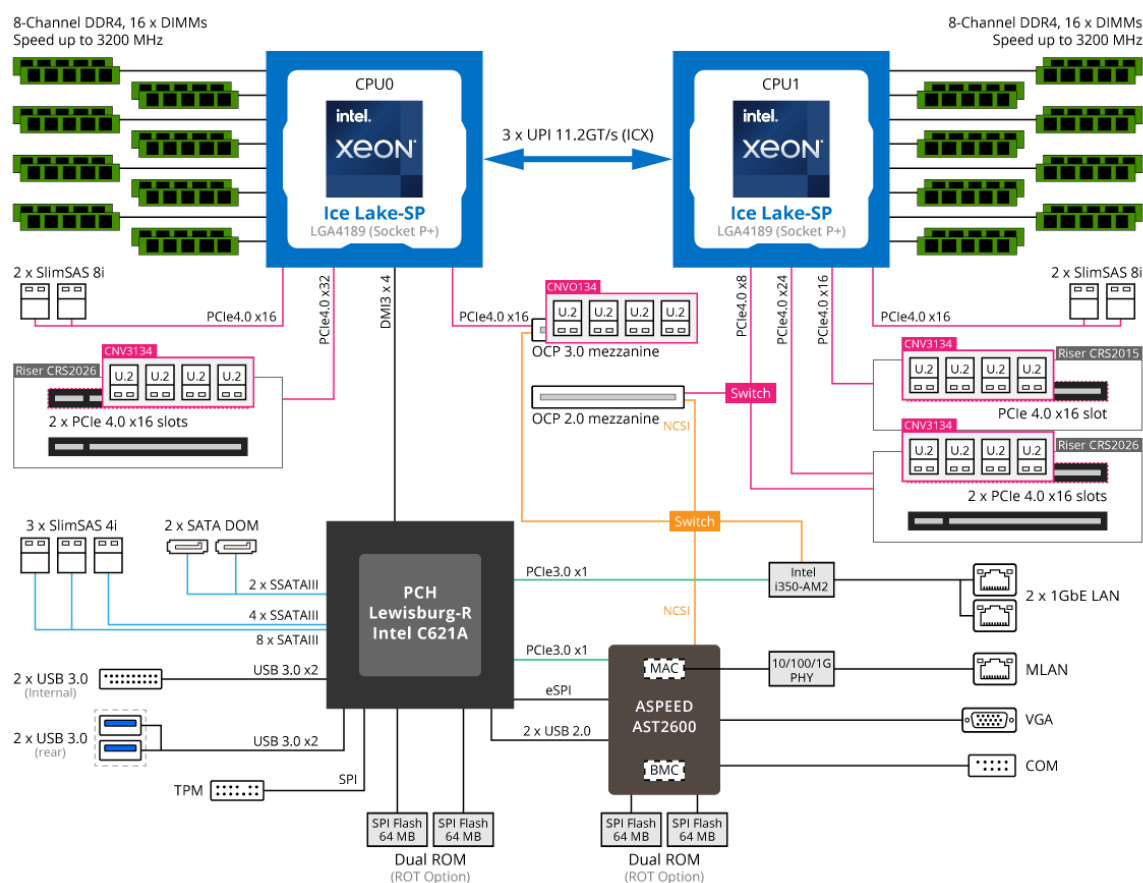 8-Channel DDR4, 16 x DIMMs
Speed up to 3200 MHz
8-Channel DDR4, 16 x DIMMs
Speed up to 3200 MHz
CPU0
intel.
XEON
Ice Lake-SP
LGA4189 (Socket P+)
3 x UPI 11.2GT/s (ICX)
CPU1
intel.
XEON
Ice Lake-SP
LGA4189 (Socket P+)
2 x SlimSAS 8i
PCIe4.0 x16
PCIe4.0 x32
DMI3 x 4
PCIe4.0 x16
CNVO134
U.2
U.2
U.2
U.2
OCP 3.0 mezzanine
PCIe4.0 x8
PCIe4.0 x24
PCIe4.0 x16
PCIe4.0 x16
2 x SlimSAS 8i
Riser CRS2026
CNV3134
U.2
U.2
U.2
U.2
2 x PCIe 4.0 x16 slots
OCP 2.0 mezzanine
NCSI
Switch
CNV3134
Riser CRS2015
U.2
U.2
U.2
U.2
PCIe 4.0 x16 slot
CNV3134
Riser CRS2026
U.2
U.2
U.2
U.2
2 x PCIe 4.0 x16 slots
3 x SlimSAS 4i
2 x SATA DOM
2 x SSATAIII
4 x SSATAIII
8 x SATAIII
PCH
Lewisburg-R
Intel C621A
Switch
PCIe3.0 x1
Intel
i350-AM2
2 x 1GbE LAN
NCSI
PCIe3.0 x1
MAC
10/100/1G
PHY
MLAN
2 x USB 3.0
(Internal)
USB 3.0 x2
eSPI
ASPEED
AST2600
2 x USB 2.0
VGA
2 x USB 3.0
(rear)
USB 3.0 x2
BMC
COM
TPM
SPI
SPI Flash
64 MB
SPI Flash
64 MB
Dual ROM
(ROT Option)
SPI Flash
64 MB
SPI Flash
64 MB
Dual ROM
(ROT Option)